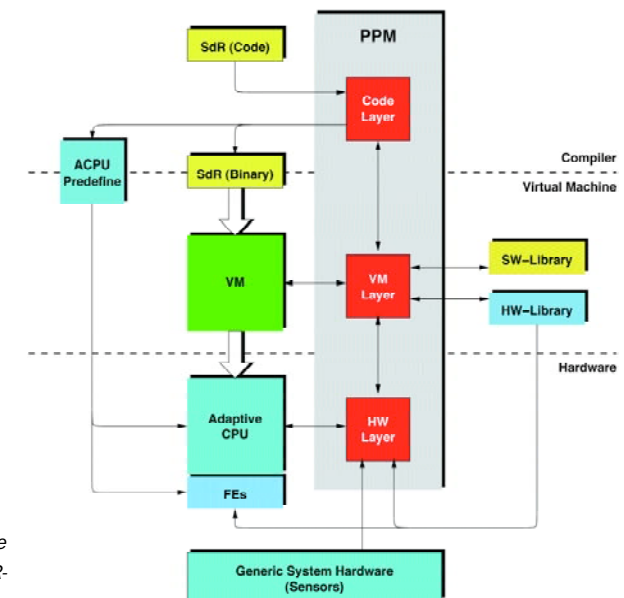 SdR (Code)
PPM
Code
Layer
ACPU
Predefine
Compiler
SdR (Binary)
Virtual Machine
VM
VM
Layer
SW–Library
HW–Library
Hardware
Adaptive
CPU
HW
Layer
FEs
Generic System Hardware
(Sensors)